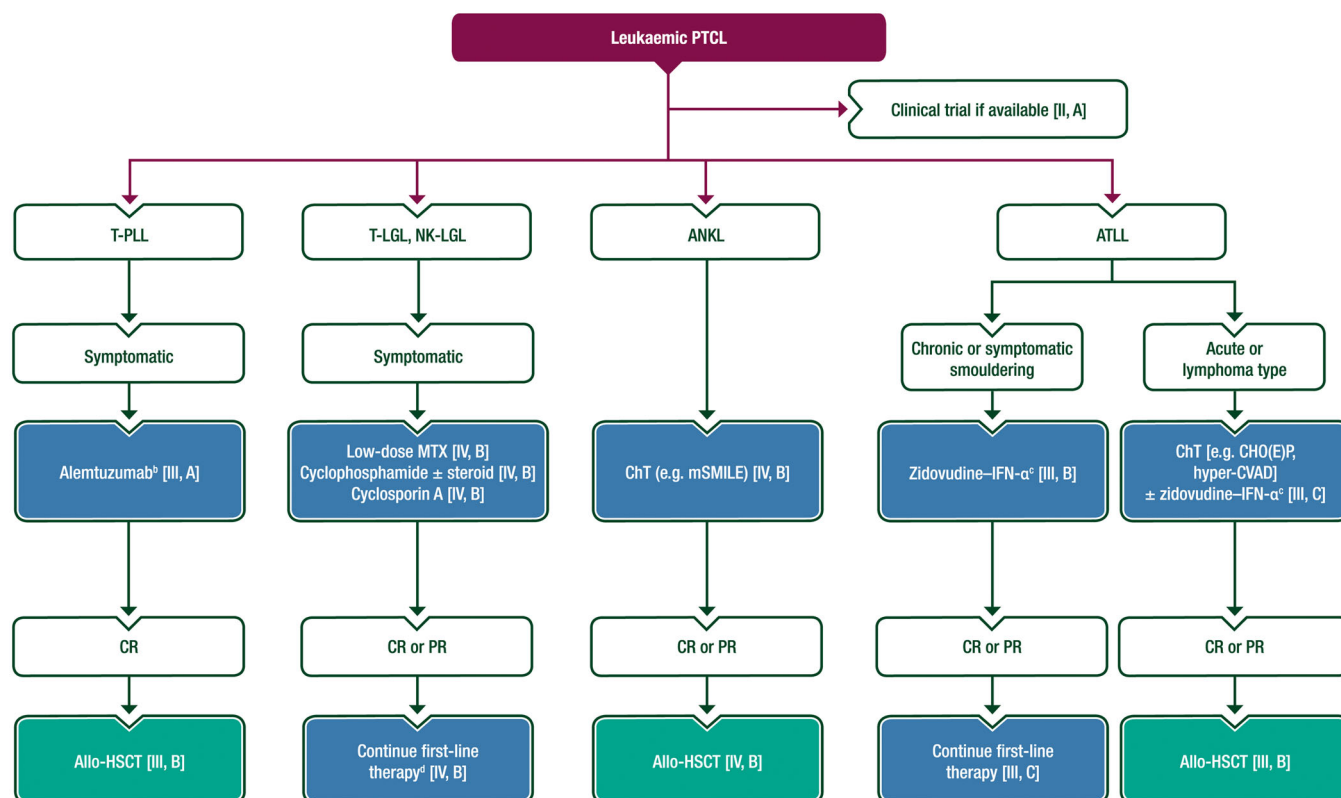 Leukaemic PTCL
Clinical trial if available [II, A]
T-PLL
T-LGL, NK-LGL
ANKL
ATLL
Symptomatic
Symptomatic
Chronic or symptomatic
smouldering
Acute or
lymphoma type
Alemtuzumabᵇ [III, A]
Low-dose MTX [IV, B]
Cyclophosphamide ± steroid [IV, B]
Cyclosporin A [IV, B]
ChT (e.g. mSMILE) [IV, B]
Zidovudine–IFN-αᶜ [III, B]
ChT [e.g. CHO(E)P,
hyper-CVAD]
± zidovudine–IFN-αᶜ [III, C]
CR
CR or PR
CR or PR
CR or PR
CR or PR
Allo-HSCT [III, B]
Continue first-line
therapyᵈ [IV, B]
Allo-HSCT [IV, B]
Continue first-line
therapy [III, C]
Allo-HSCT [III, B]